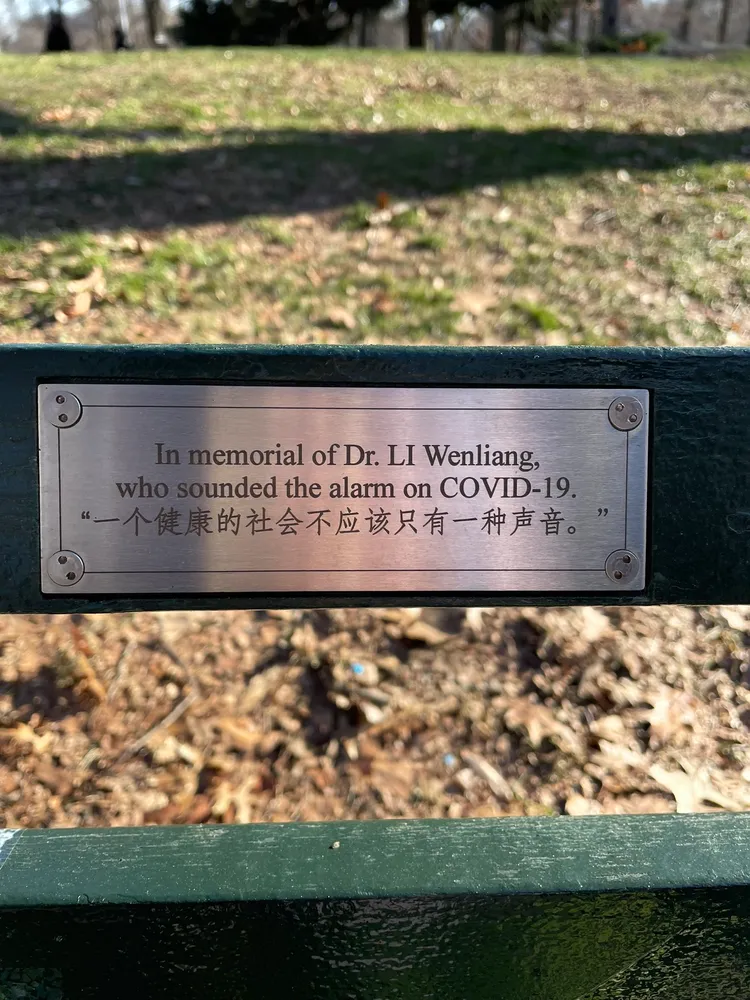 In memorial of Dr. LI Wenliang,
who sounded the alarm on COVID-19.
“一个健康的社会不应该只有一种声音。”